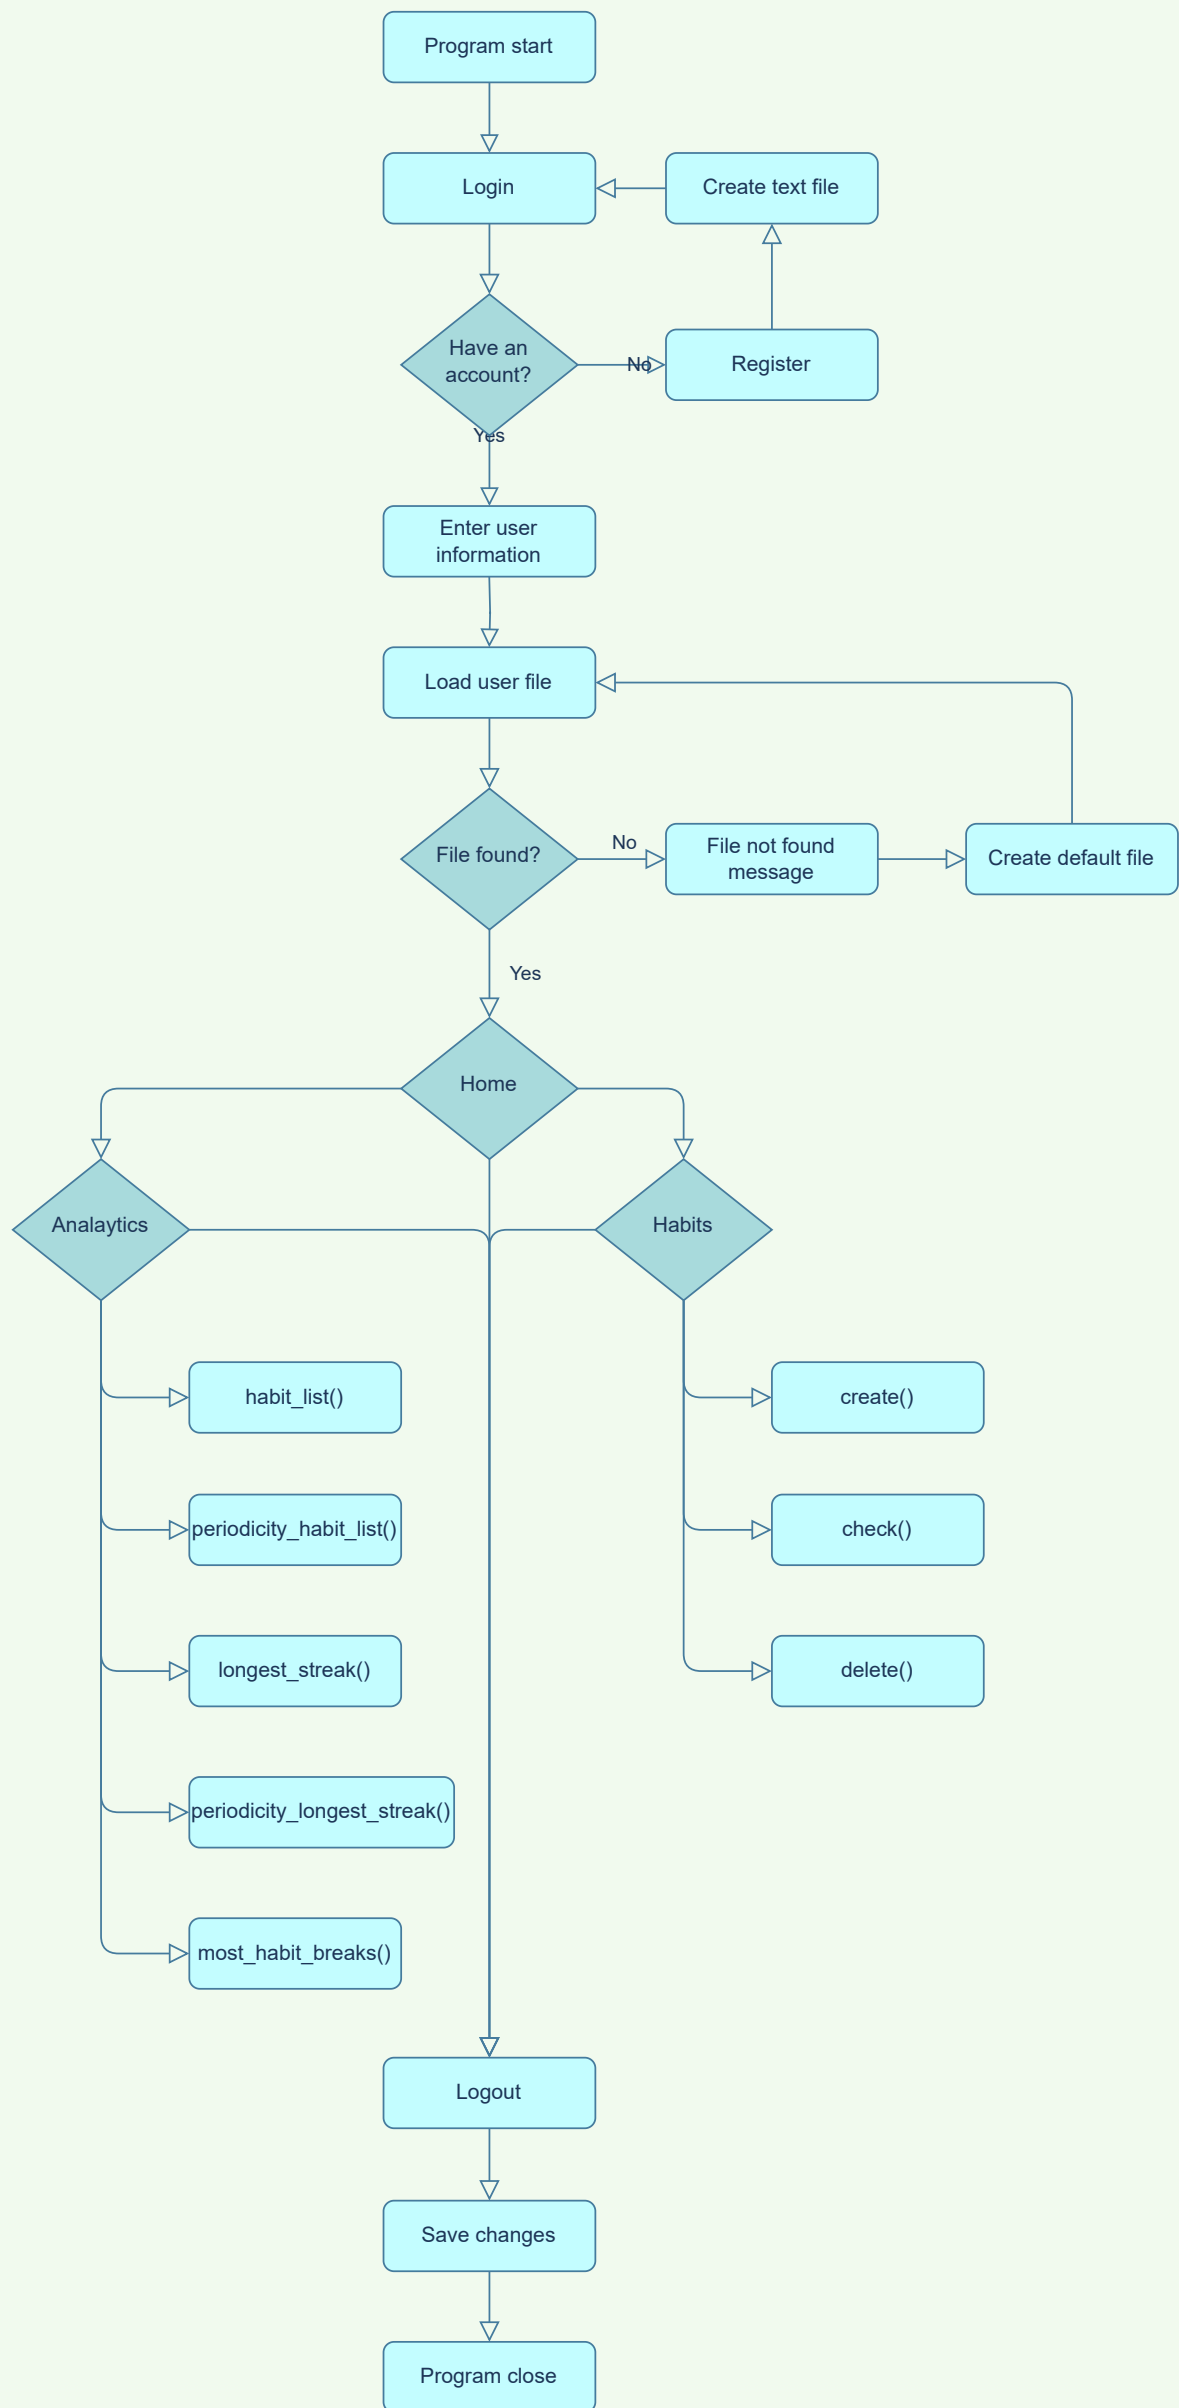 Program start
Login
Create text file
Have an
account?
No
Register
Yes
Enter user
information
Load user file
File found?
No
File not found
message
Create default file
Yes
Home
Analaytics
Habits
habit_list()
create()
periodicity_habit_list()
check()
longest_streak()
delete()
periodicity_longest_streak()
most_habit_breaks()
Logout
Save changes
Program close